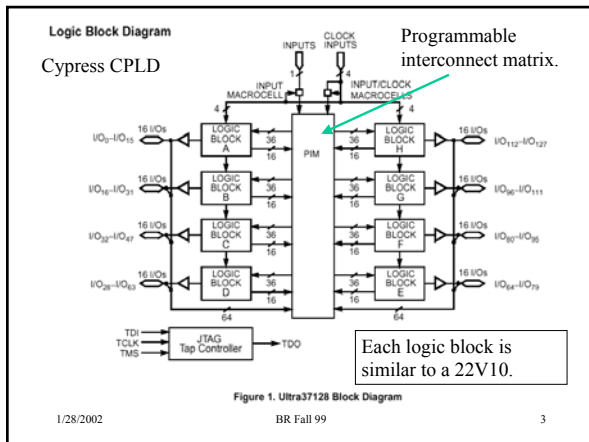 Logic Block Diagram
Cypress CPLD
INPUTS
CLOCK
INPUTS
Programmable
interconnect matrix.
1
4
INPUT
MACROCELL
INPUT/CLOCK
MACROCELLS
4
4
PIM
16 I/Os
I/O0–I/O15
LOGIC
BLOCK
A
36
16
36
16
LOGIC
BLOCK
H
16 I/Os
I/O112–I/O127
16 I/Os
I/O16–I/O31
LOGIC
BLOCK
B
36
16
36
16
LOGIC
BLOCK
G
16 I/Os
I/O96–I/O111
16 I/Os
I/O32–I/O47
LOGIC
BLOCK
C
36
16
36
16
LOGIC
BLOCK
F
16 I/Os
I/O80–I/O95
16 I/Os
I/O28–I/O63
LOGIC
BLOCK
D
36
16
36
16
LOGIC
BLOCK
E
16 I/Os
I/O64–I/O79
64
64
TDI
TCLK
TMS
JTAG
Tap Controller
TDO
Each logic block is
similar to a 22V10.
Figure 1. Ultra37128 Block Diagram
1/28/2002 BR Fall 99 3